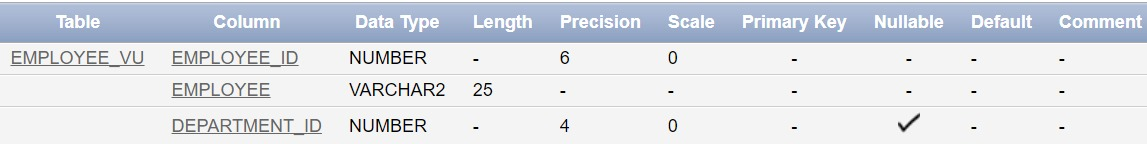 Table Column Data Type Length Precision Scale Primary Key Nullable Default Comment
EMPLOYEE_VU EMPLOYEE_ID NUMBER - 6 0 - - - -
EMPLOYEE VARCHAR2 25 - - - - - -
DEPARTMENT_ID NUMBER - 4 0 - ✓ - -